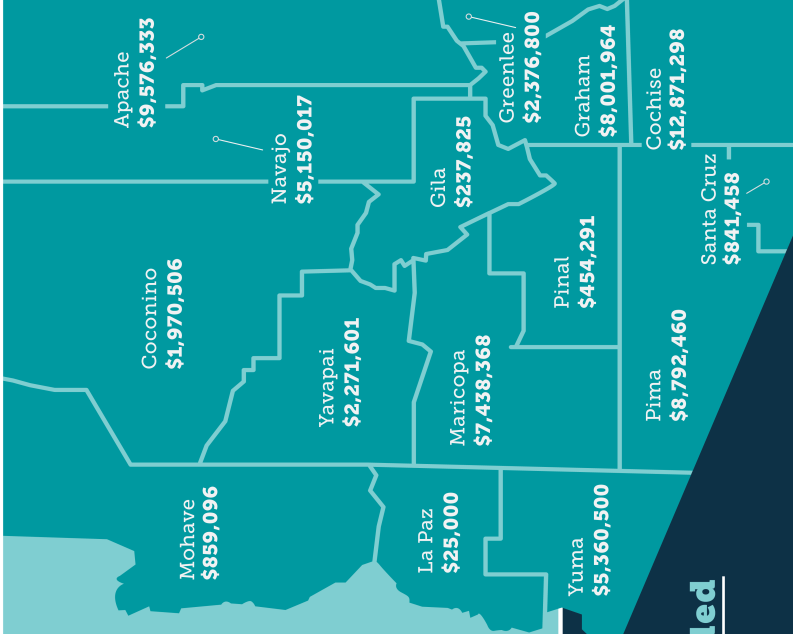 Apache
$9,576,333
Navajo
$5,150,017
Coconino
$1,970,506
Mohave
$859,096
Yavapai
$2,271,601
Gila
$237,825
Greenlee
$2,376,800
Graham
$8,001,964
Maricopa
$7,438,368
La Paz
$25,000
Pinal
$454,291
Cochise
$12,871,298
Santa Cruz
$841,458
Pima
$8,792,460
Yuma
$5,360,500
led